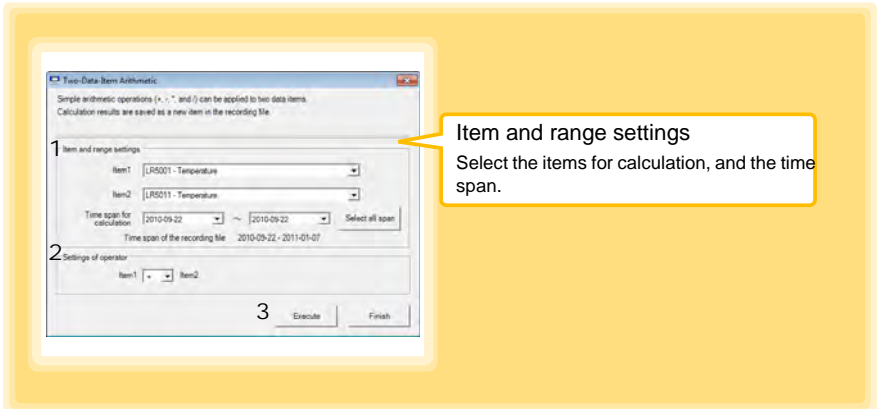 Two-Data-Item Arithmetic
Simple arithmetic operations (+, -, *, and /) can be applied to two data items.
Calculation results are saved as a new item in the recording file.
1
Item and range settings
Item1 LR5001 - Temperature
Item2 LR5011 - Temperature
Time span for
calculation 2010-09-22 ~ 2010-09-22 Select all span
Time span of the recording file 2010-09-22 - 2011-01-07
2
Settings of operator
Item1 Item2
3
Execute Finish
Item and range settings
Select the items for calculation, and the time
span.